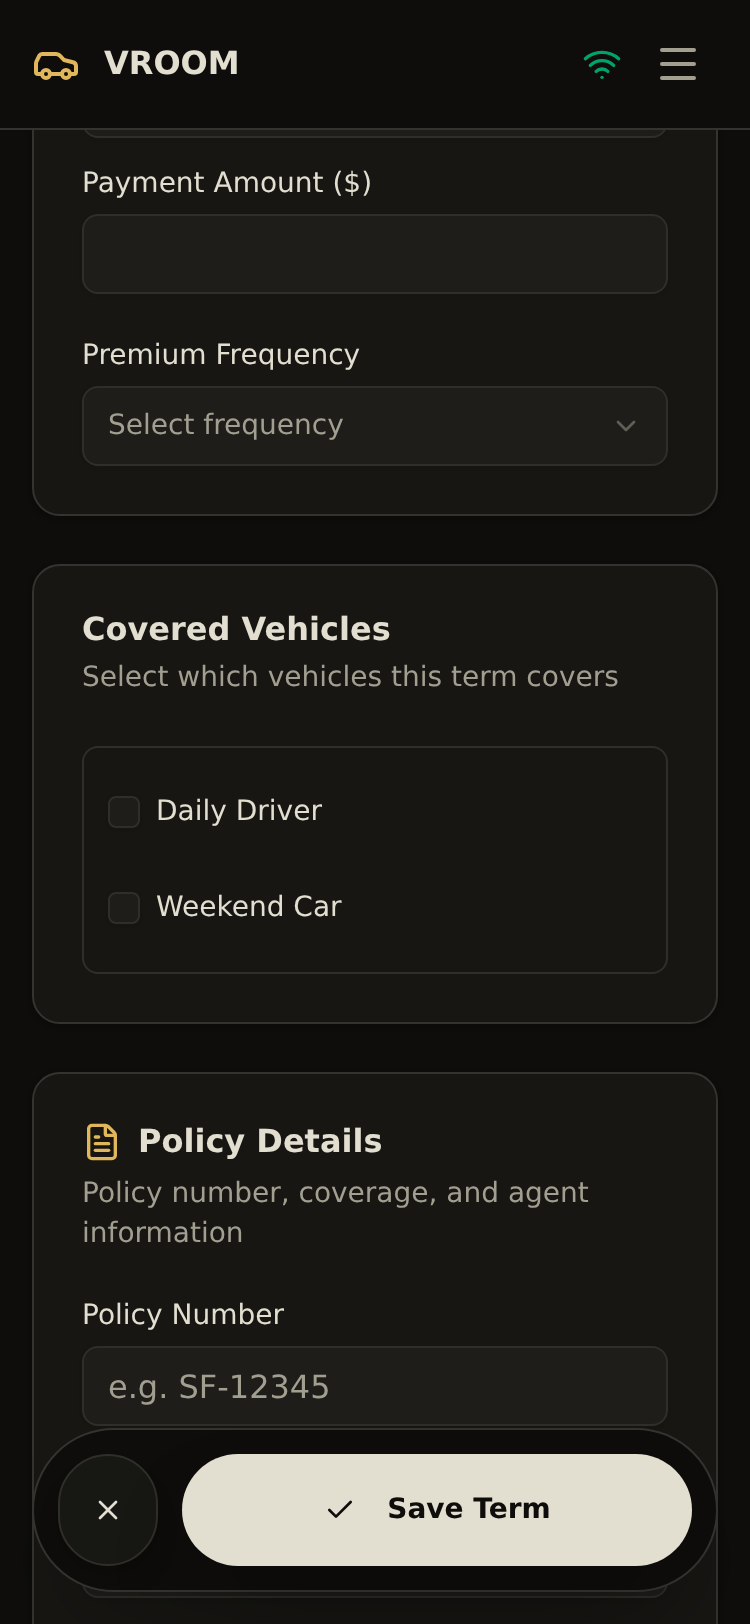 VROOM
Payment Amount ($)
Premium Frequency
Select frequency
Covered Vehicles
Select which vehicles this term covers
Daily Driver
Weekend Car
Policy Details
Policy number, coverage, and agent
information
Policy Number
e.g. SF-12345
Save Term